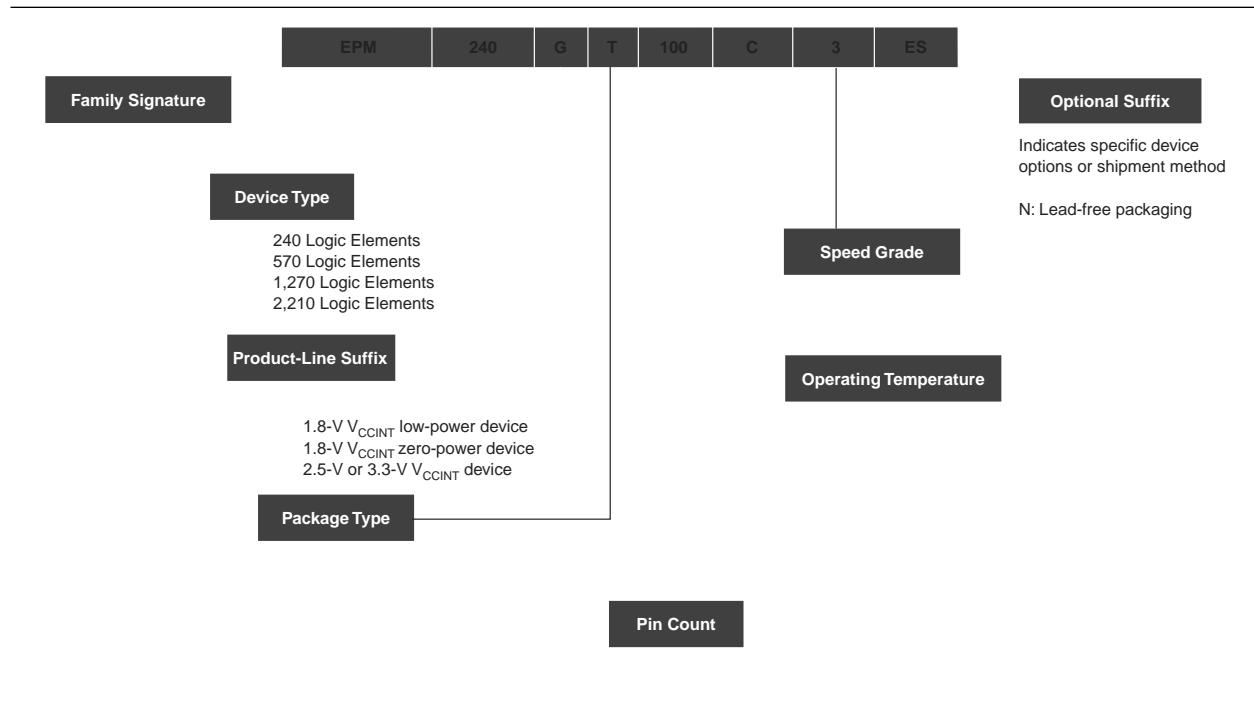 EPM 240 G T 100 C 3 ES
Family Signature
Optional Suffix
Indicates specific device
options or shipment method
N: Lead-free packaging
Device Type
240 Logic Elements
570 Logic Elements
1,270 Logic Elements
2,210 Logic Elements
Speed Grade
Product-Line Suffix
Operating Temperature
1.8-V VCCINT low-power device
1.8-V VCCINT zero-power device
2.5-V or 3.3-V VCCINT device
Package Type
Pin Count